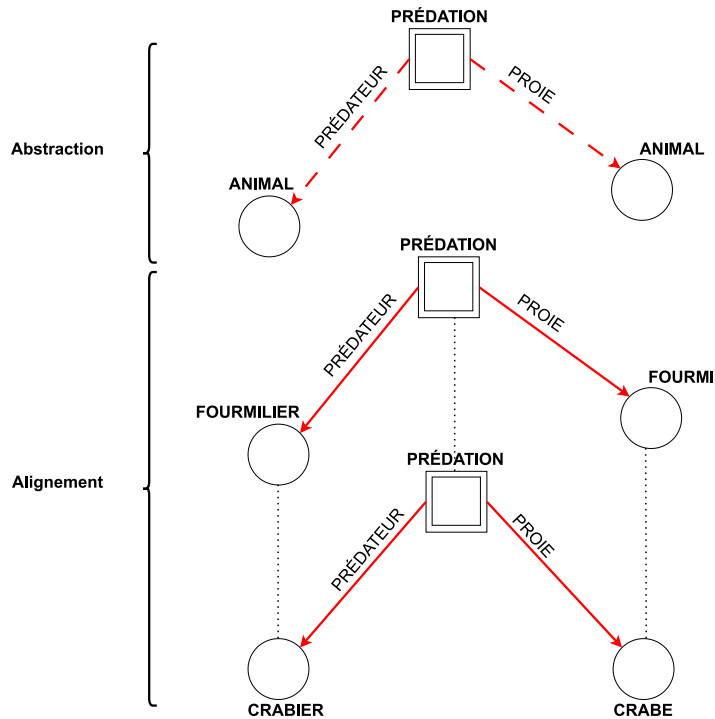 PRÉDATION
PRÉDATEUR
PROIE
Abstraction
ANIMAL
ANIMAL
PRÉDATION
PRÉDATEUR
PROIE
FOURMILIER
FOURMI
PRÉDATION
Alignement
PRÉDATEUR
PROIE
CRABIER
CRABE